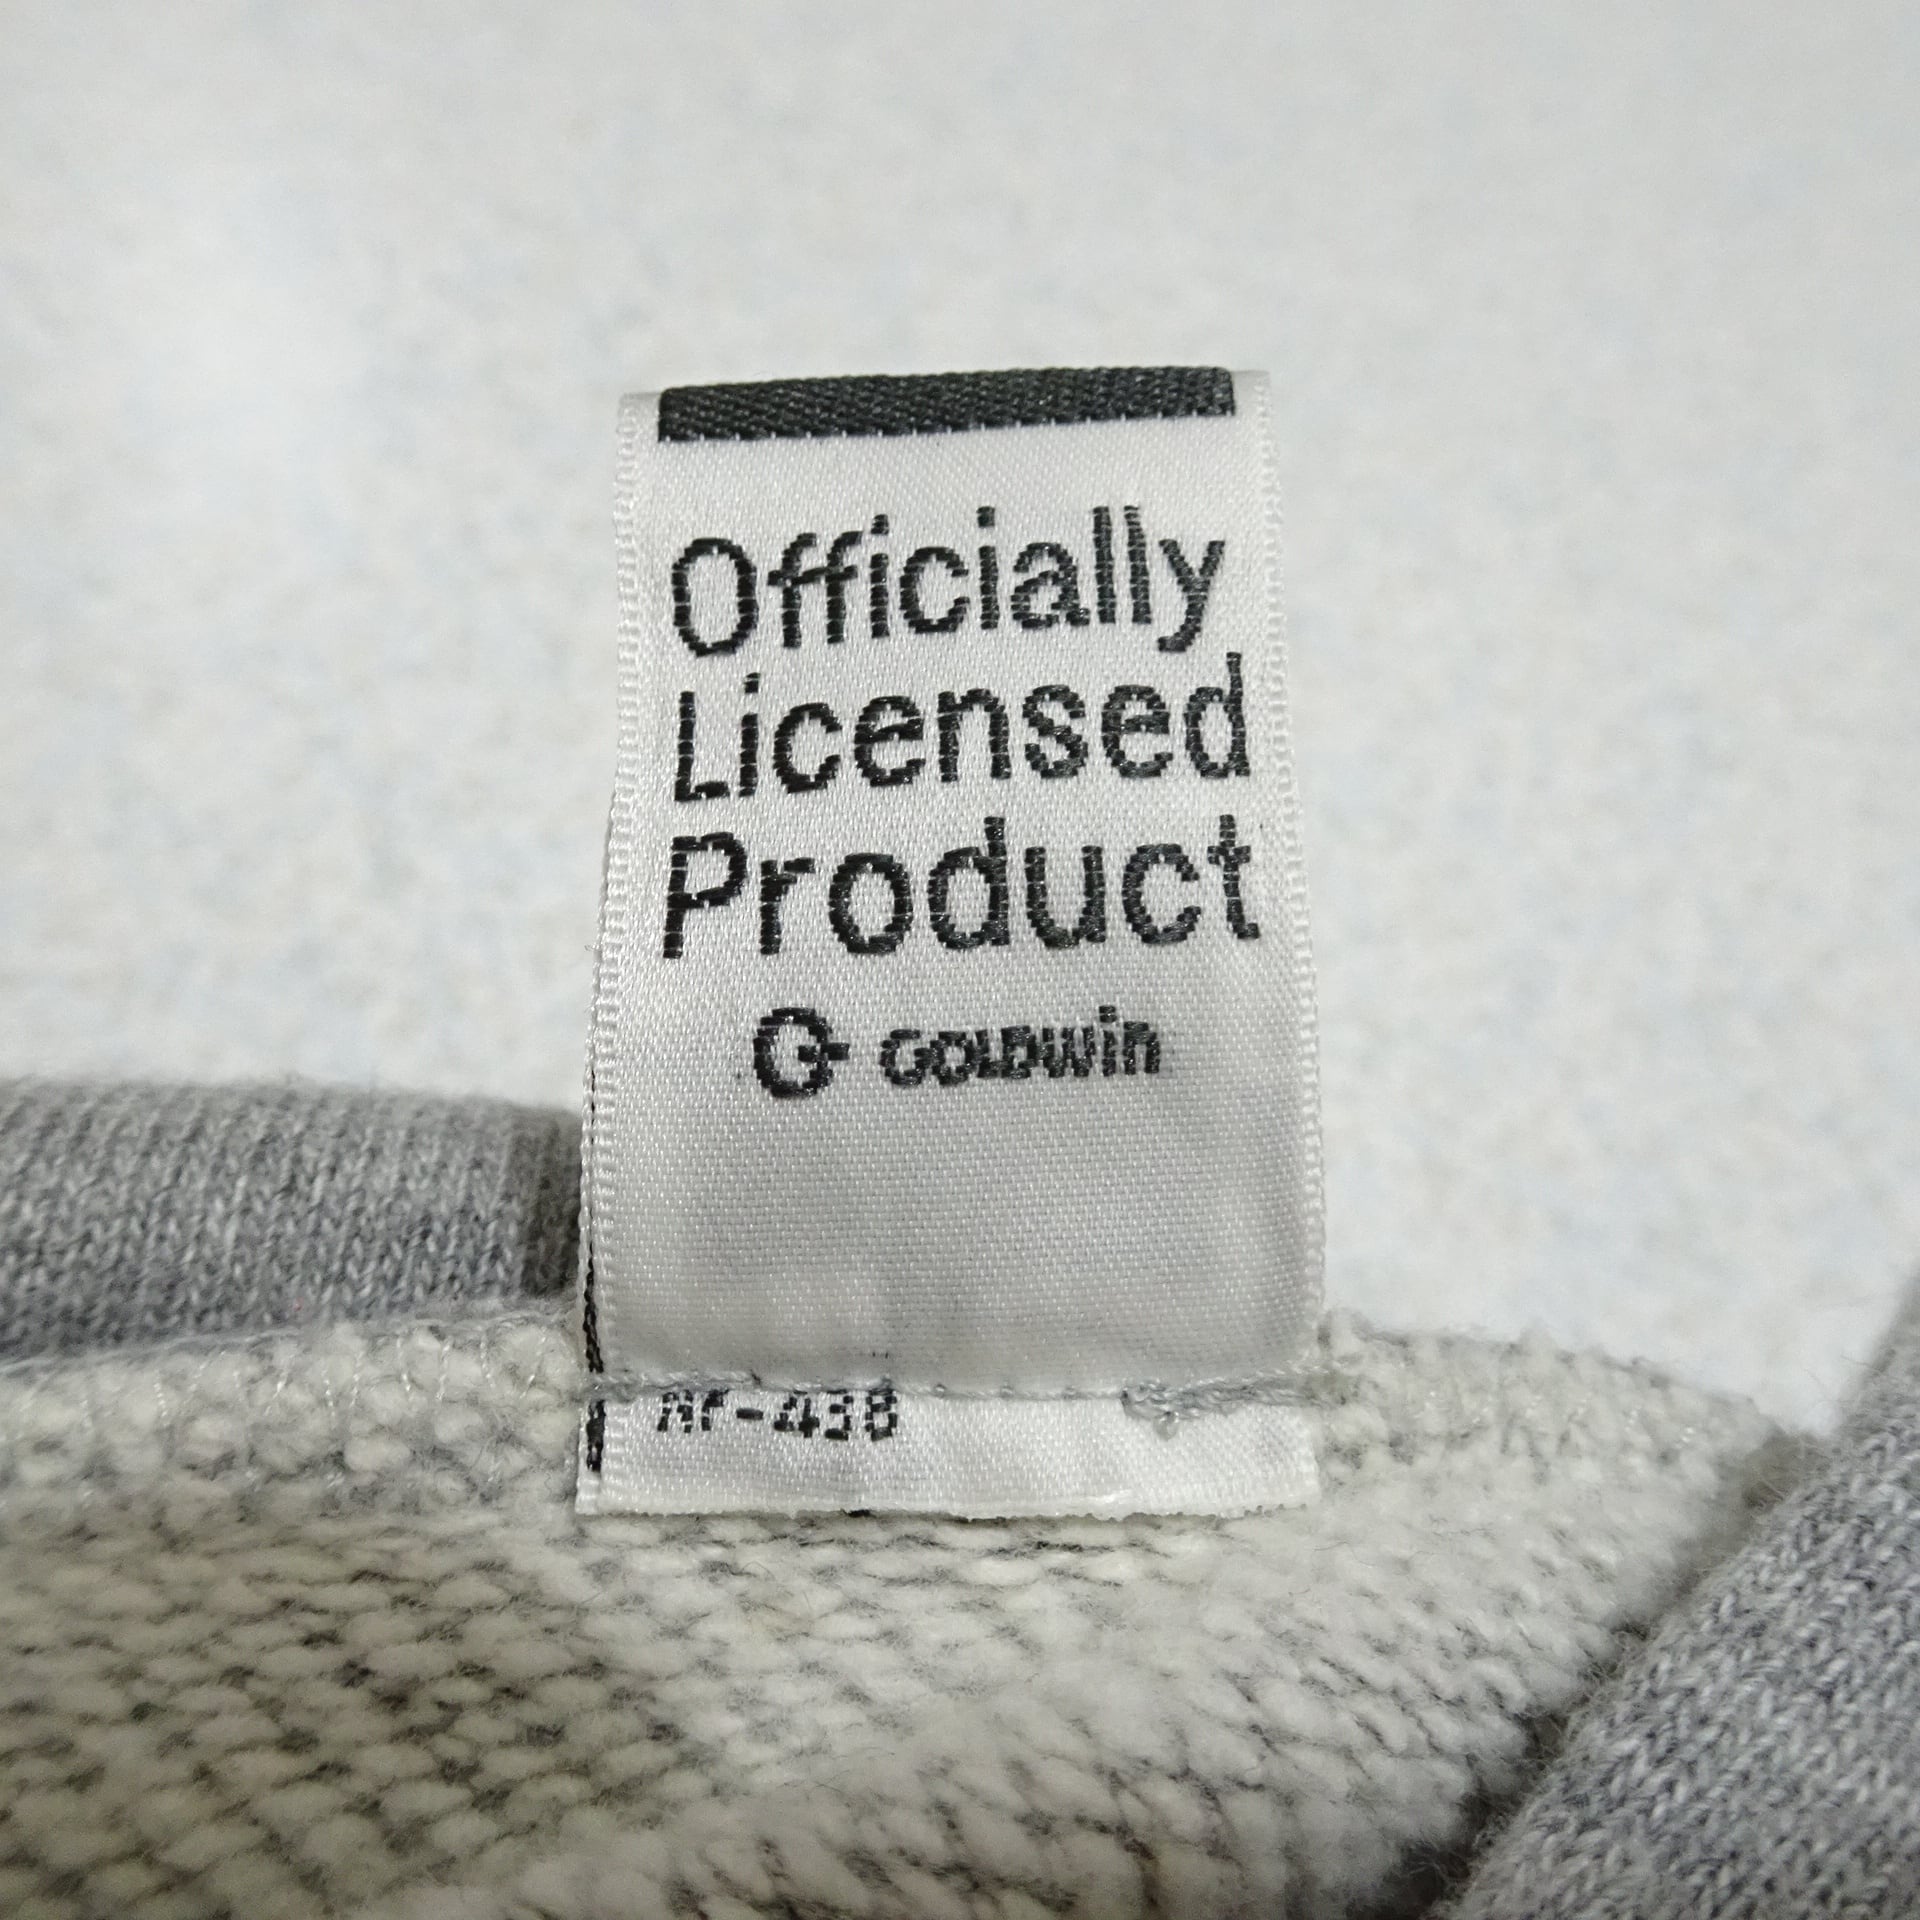 Officially
Licensed
Product
G GOLDWIN